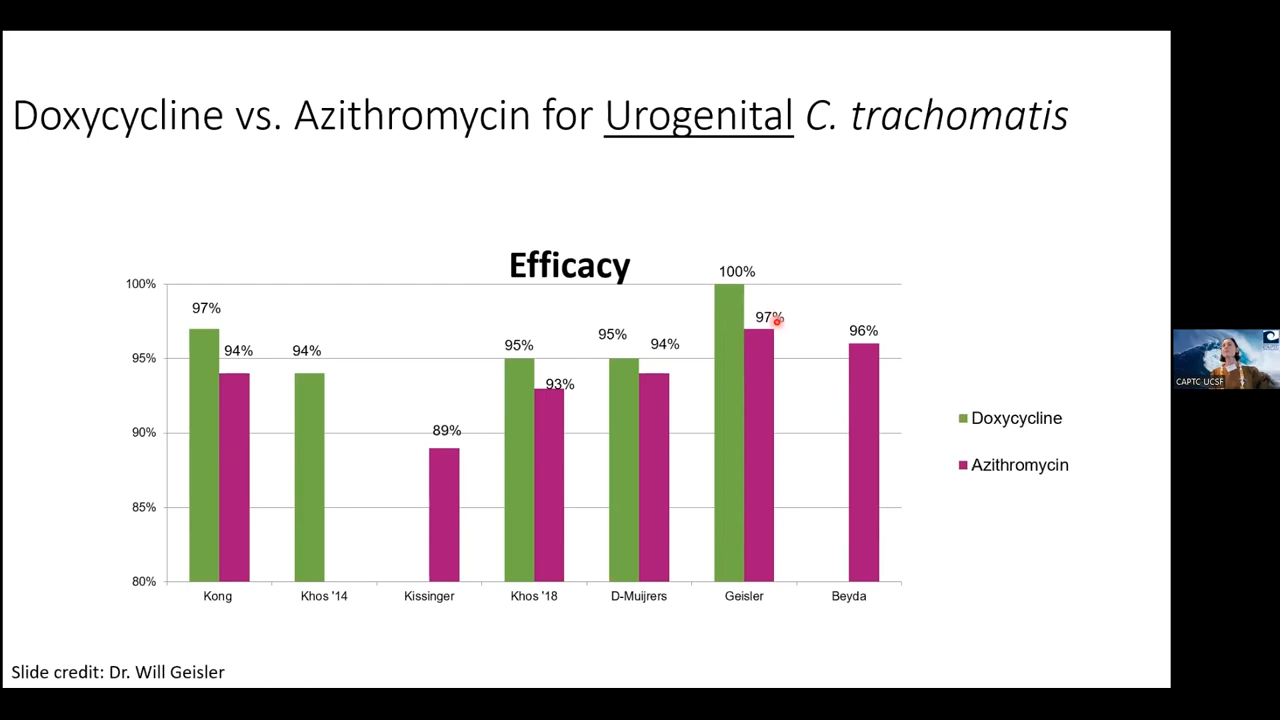 Doxycycline vs. Azithromycin for Urogenital C. trachomatis
Efficacy
100%
95%
90%
85%
80%
97%
94%
94%
89%
95%
93%
95%
94%
100%
97%
96%
Kong
Khos '14
Kissinger
Khos '18
D-Muijrers
Geisler
Beyda
Doxycycline
Azithromycin
CAPTC UCSF
Slide credit: Dr. Will Geisler